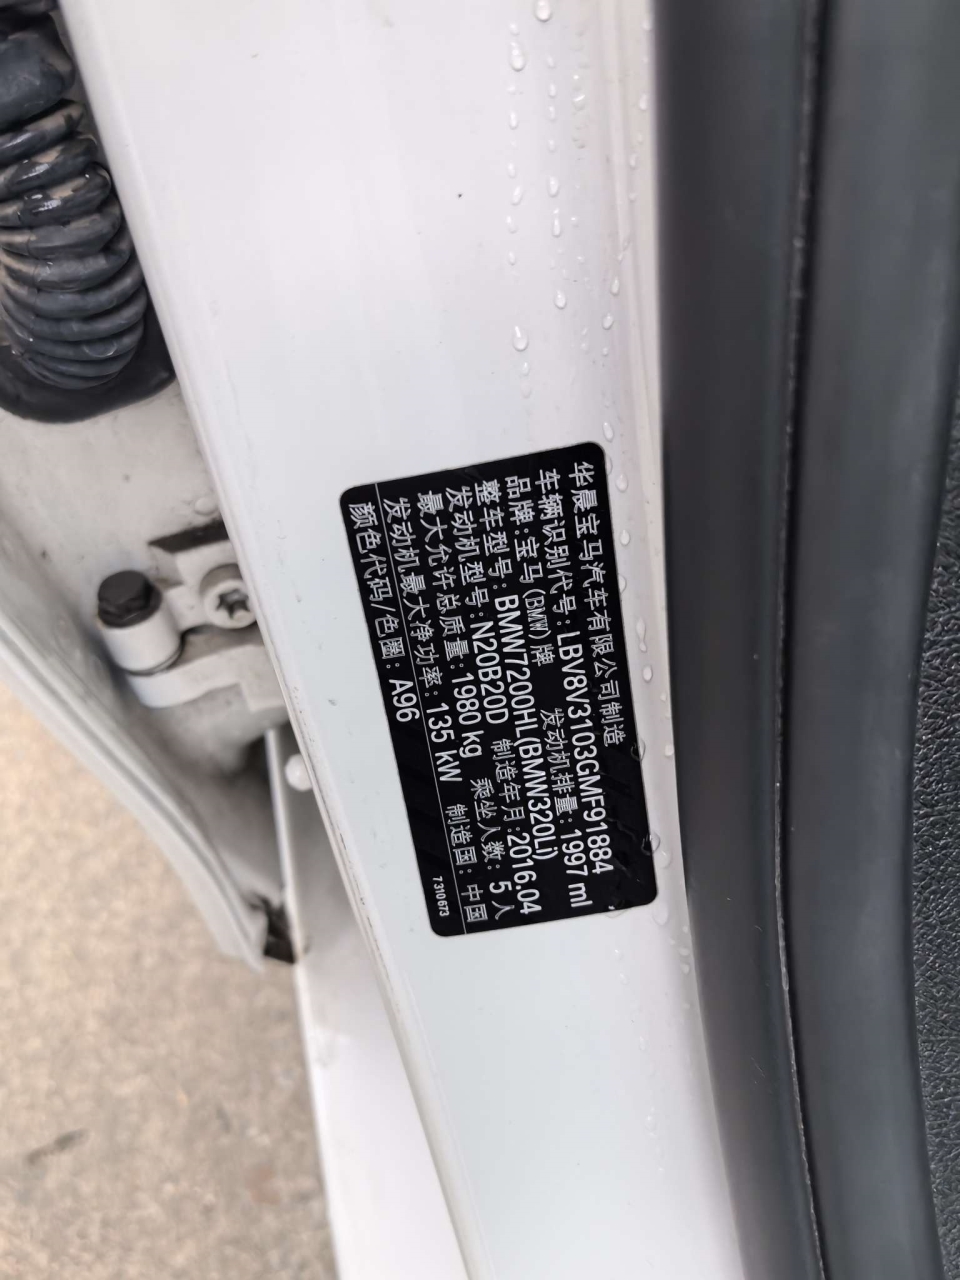 华晨宝马汽车有限公司制造
车辆识别代号: LBV8V3103GMF91884
品牌: 宝马(BMW)牌 发动机排量: 1997 ml
整车型号: BMW7200HL(BMW320Li)
发动机型号: N20B20D 制造年月: 2016.04
最大允许总质量: 1980 kg 乘坐人数: 5人
发动机最大净功率: 135 kW 制造国: 中国
颜色代码/色圈: A96 7310673